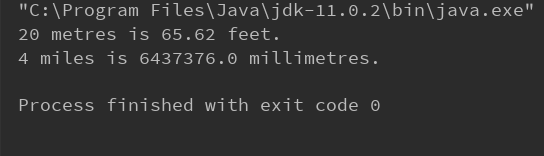 "C:\Program Files\Java\jdk-11.0.2\bin\java.exe"
20 metres is 65.62 feet.
4 miles is 6437376.0 millimetres.
Process finished with exit code 0